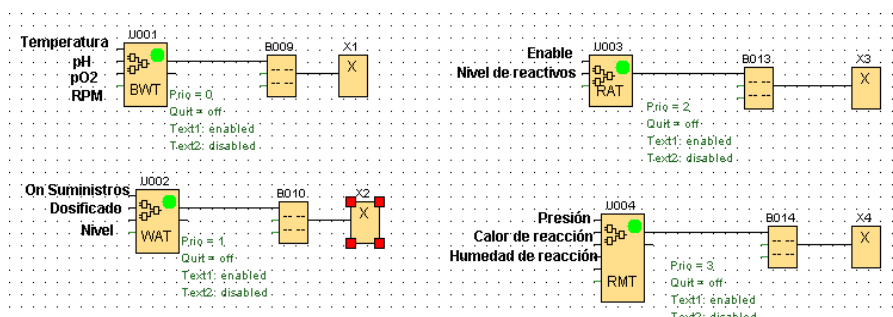 Temperatura
pH
pO2
RPM
U001
BWT
B009
X1
X
Prio = 0
Quit = off
Text1: enabled
Text2: disabled
Enable
Nivel de reactivos
U003
RAT
B013
X3
X
Prio = 2
Quit = off
Text1: enabled
Text2: disabled
On Suministros
Dosificado
Nivel
U002
WAT
B010
X2
X
Prio = 1
Quit = off
Text1: enabled
Text2: disabled
Presión
Calor de reacción
Humedad de reacción
U004
RMT
B014
X4
X
Prio = 3
Quit = off
Text1: enabled
Text2: disabled